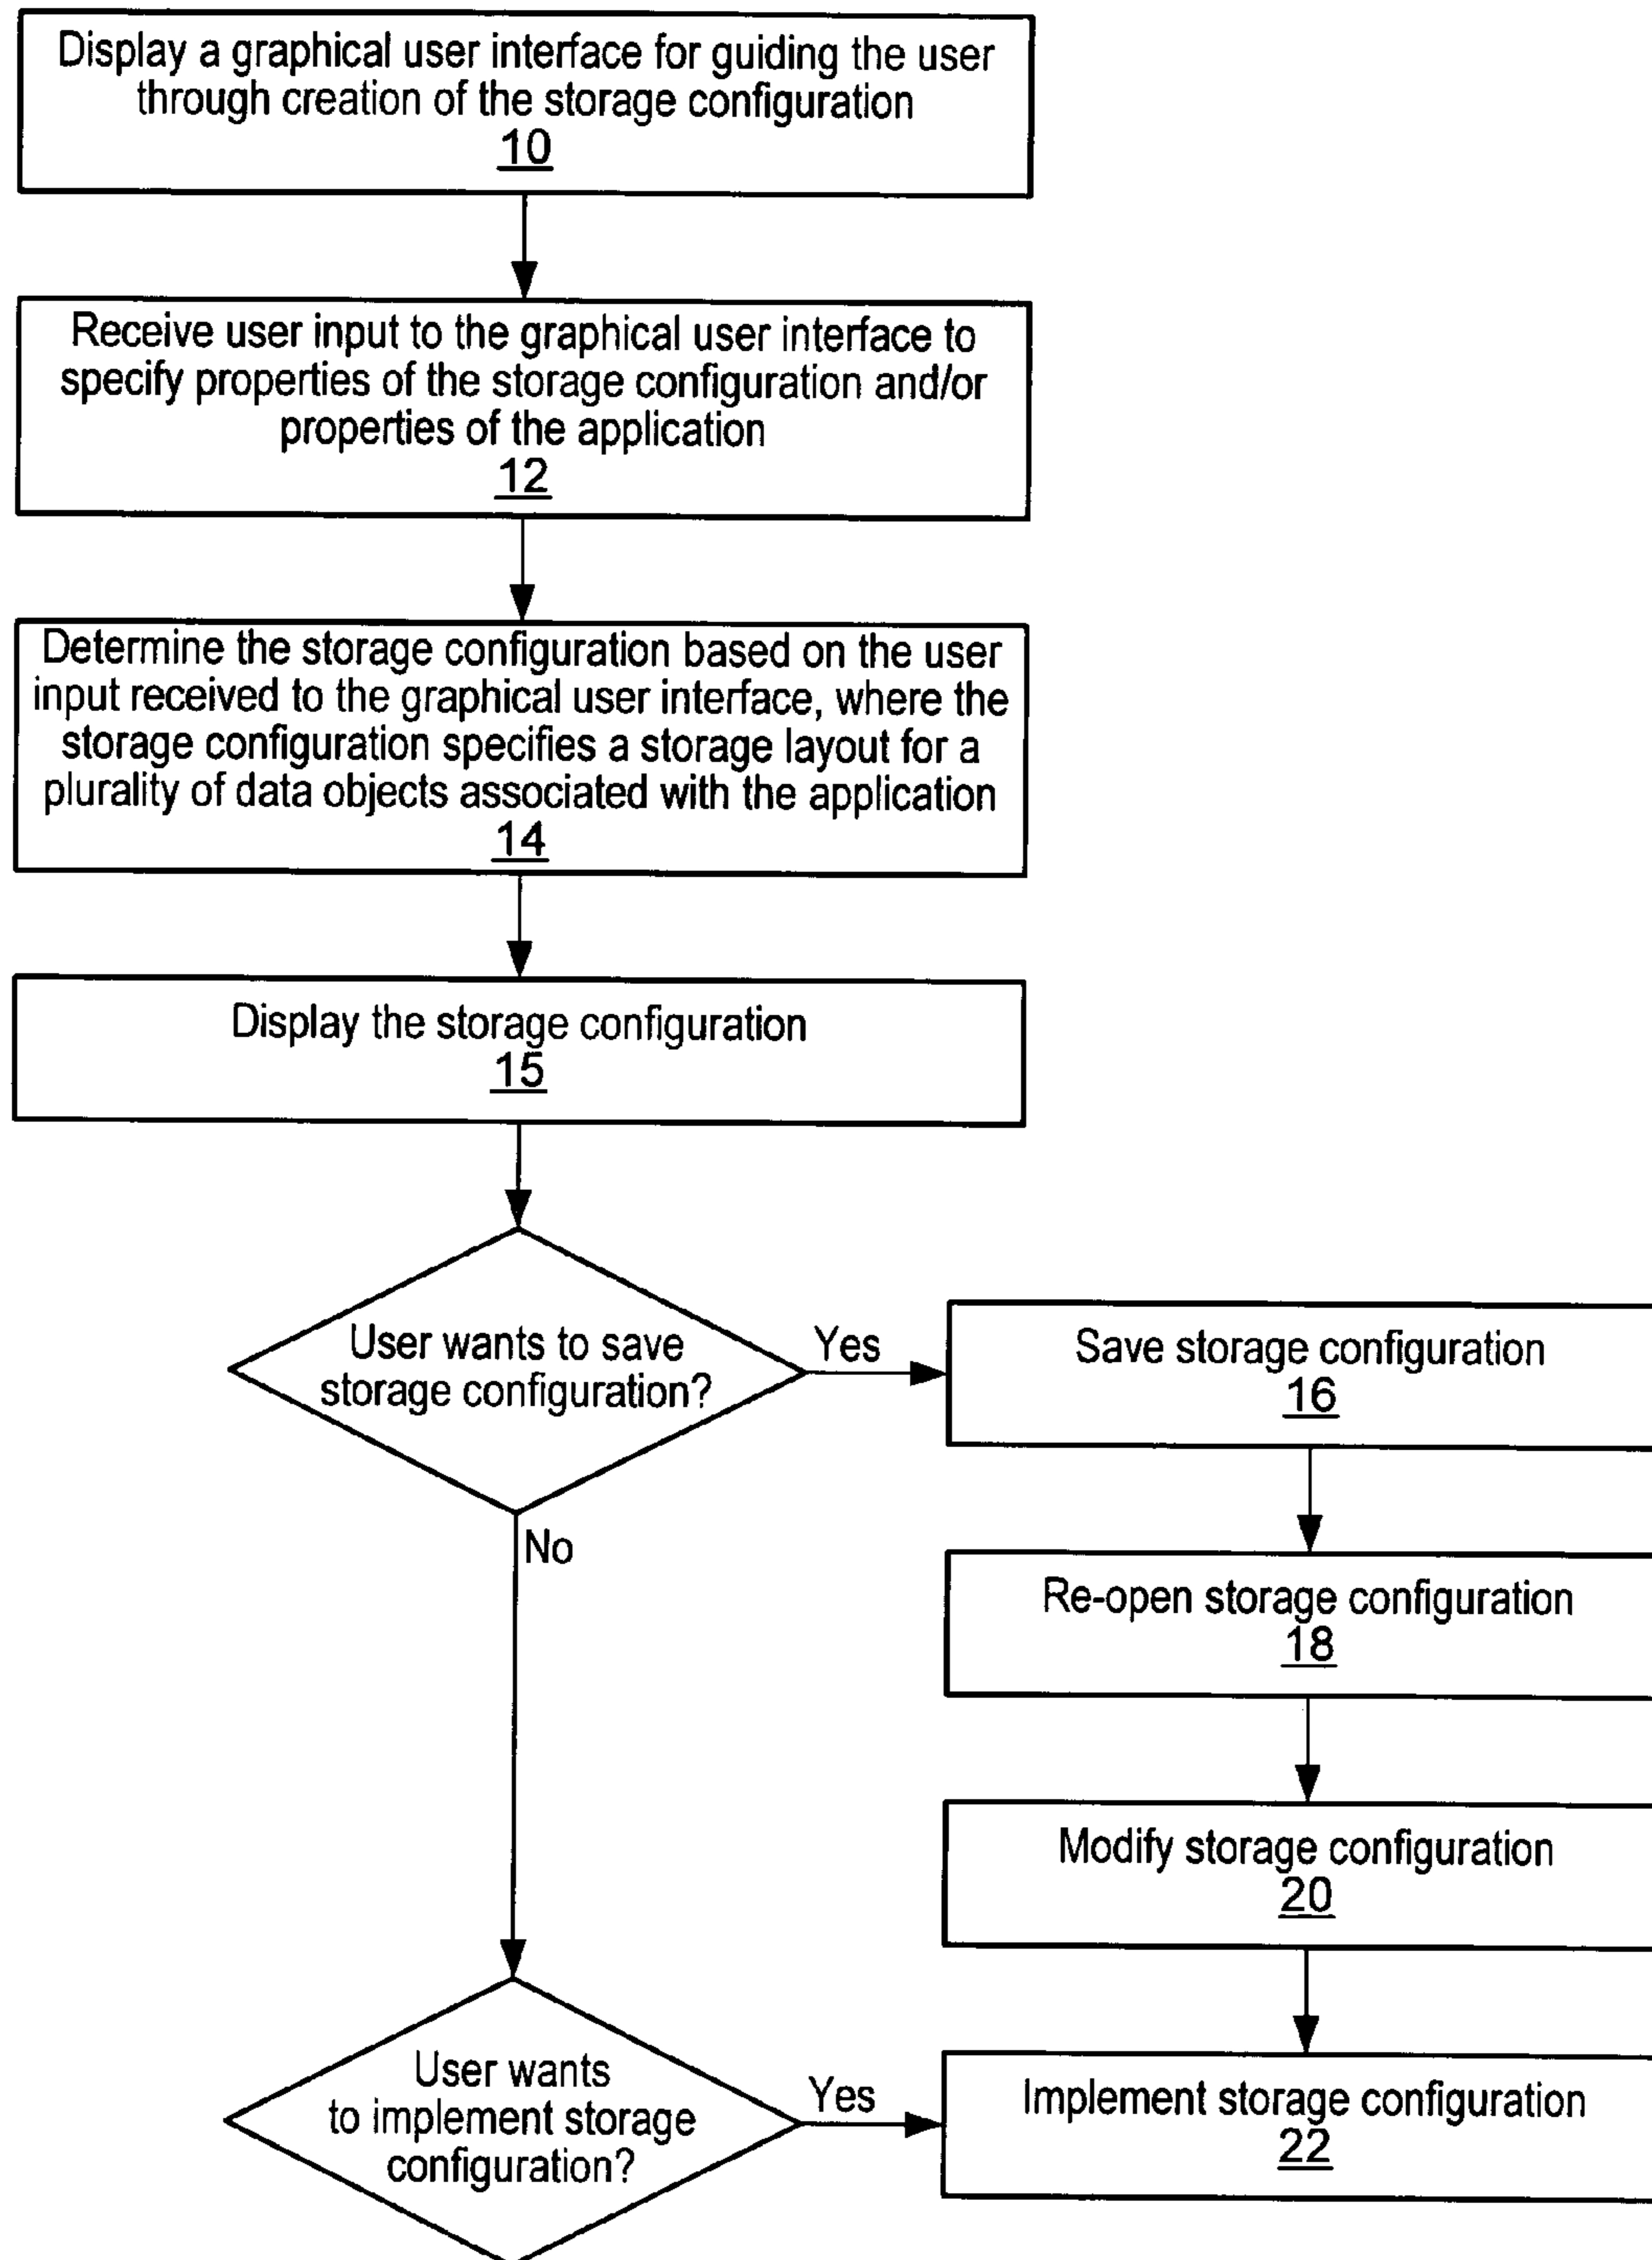 Display a graphical user interface for guiding the user
through creation of the storage configuration
10
Receive user input to the graphical user interface to
specify properties of the storage configuration and/or
properties of the application
12
Determine the storage configuration based on the user
input received to the graphical user interface, where the
storage configuration specifies a storage layout for a
plurality of data objects associated with the application
14
Display the storage configuration
15
User wants to save
storage configuration?
Yes
Save storage configuration
16
No
Re-open storage configuration
18
Modify storage configuration
20
User wants
to implement storage
configuration?
Yes
Implement storage configuration
22